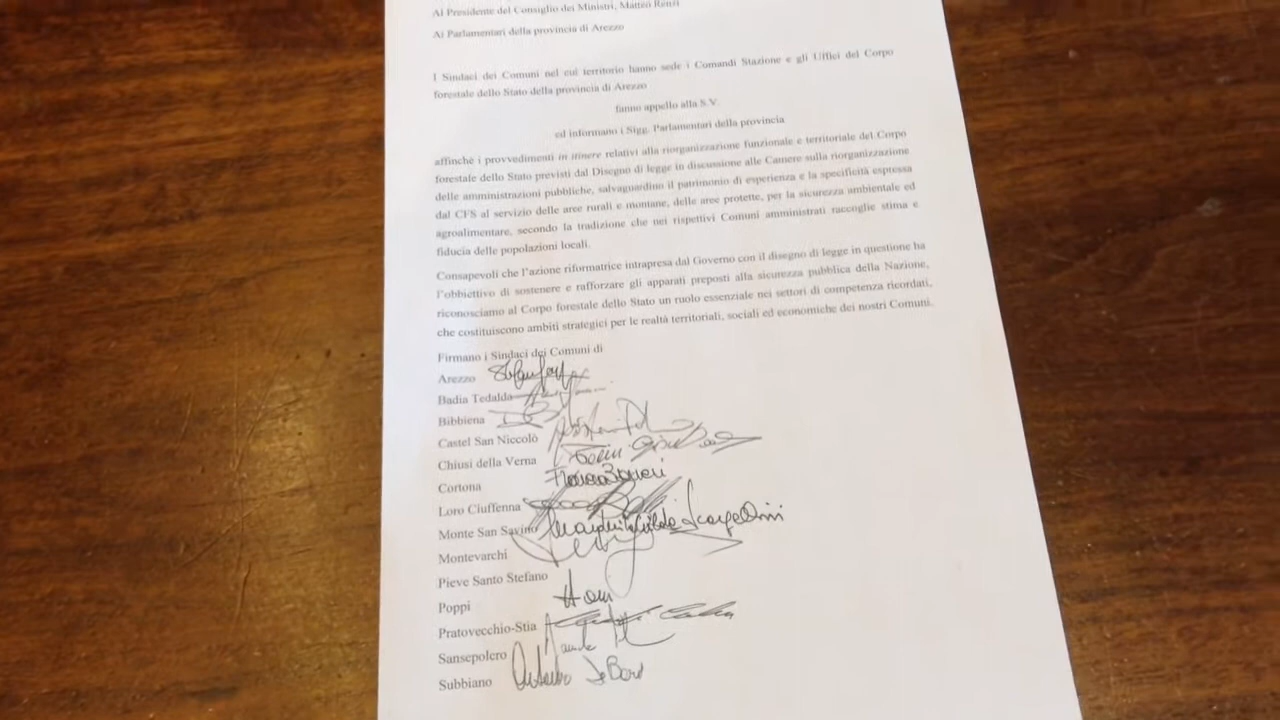 Al Presidente del Consiglio dei Ministri, Matteo Renzi
Ai Parlamentari della provincia di Arezzo
I Sindaci dei Comuni nel cui territorio hanno sede i Comandi Stazione e gli Uffici del Corpo
forestale dello Stato della provincia di Arezzo
fanno appello alla S.V.
ed informano i Sigg. Parlamentari della provincia
affinchè i provvedimenti in itinere relativi alla riorganizzazione funzionale e territoriale del Corpo
forestale dello Stato previsti dal Disegno di legge in discussione alle Camere sulla riorganizzazione
delle amministrazioni pubbliche, salvaguardino il patrimonio di esperienza e la specificità espressa
dal CFS al servizio delle aree rurali e montane, delle aree protette, per la sicurezza ambientale ed
agroalimentare, secondo la tradizione che nei rispettivi Comuni amministrati raccoglie stima e
fiducia delle popolazioni locali.
Consapevoli che l'azione riformatrice intrapresa dal Governo con il disegno di legge in questione ha
l'obbiettivo di sostenere e rafforzare gli apparati preposti alla sicurezza pubblica della Nazione,
riconosciamo al Corpo forestale dello Stato un ruolo essenziale nei settori di competenza ricordati,
che costituiscono ambiti strategici per le realtà territoriali, sociali ed economiche dei nostri Comuni.
Firmano i Sindaci dei Comuni di
Arezzo
Badia Tedalda
Bibbiena
Castel San Niccolò
Chiusi della Verna
Cortona
Loro Ciuffenna
Monte San Savino Margherita Gilda Scarpellini
Montevarchi
Pieve Santo Stefano
Poppi
Pratovecchio-Stia
Sansepolcro
Subbiano